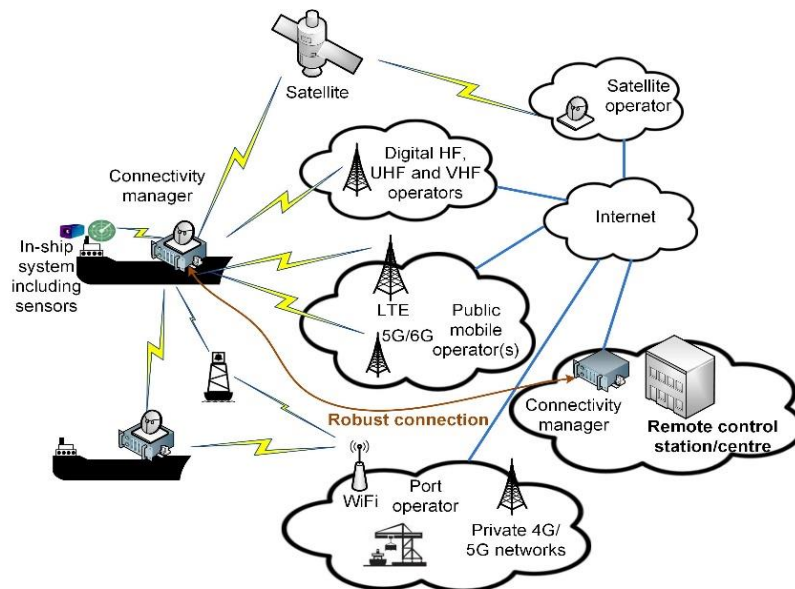 Satellite
Satellite
operator
Connectivity
manager
Digital HF,
UHF and VHF
operators
Internet
In-ship
system
including
sensors
LTE
5G/6G
Public
mobile
operator(s)
Robust connection
Connectivity
manager
Remote control
station/centre
WiFi
Port
operator
Private 4G/
5G networks